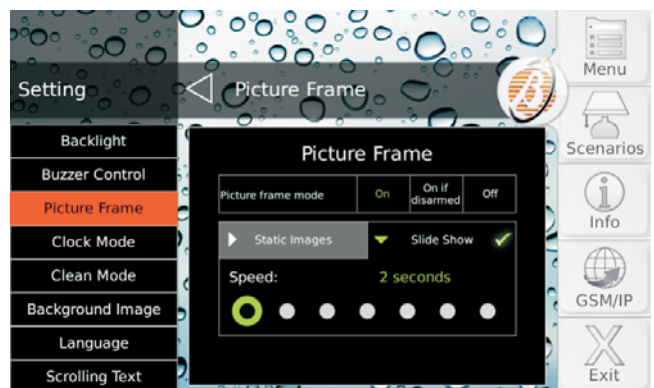 Setting
Picture Frame
Backlight
Buzzer Control
Picture Frame
Clock Mode
Clean Mode
Background Image
Language
Scrolling Text
Picture Frame
Picture frame mode
On
On if
disarmed
Off
Static Images
Slide Show
Speed:
2 seconds
B
Menu
Scenarios
i
Info
GSM/IP
X
Exit